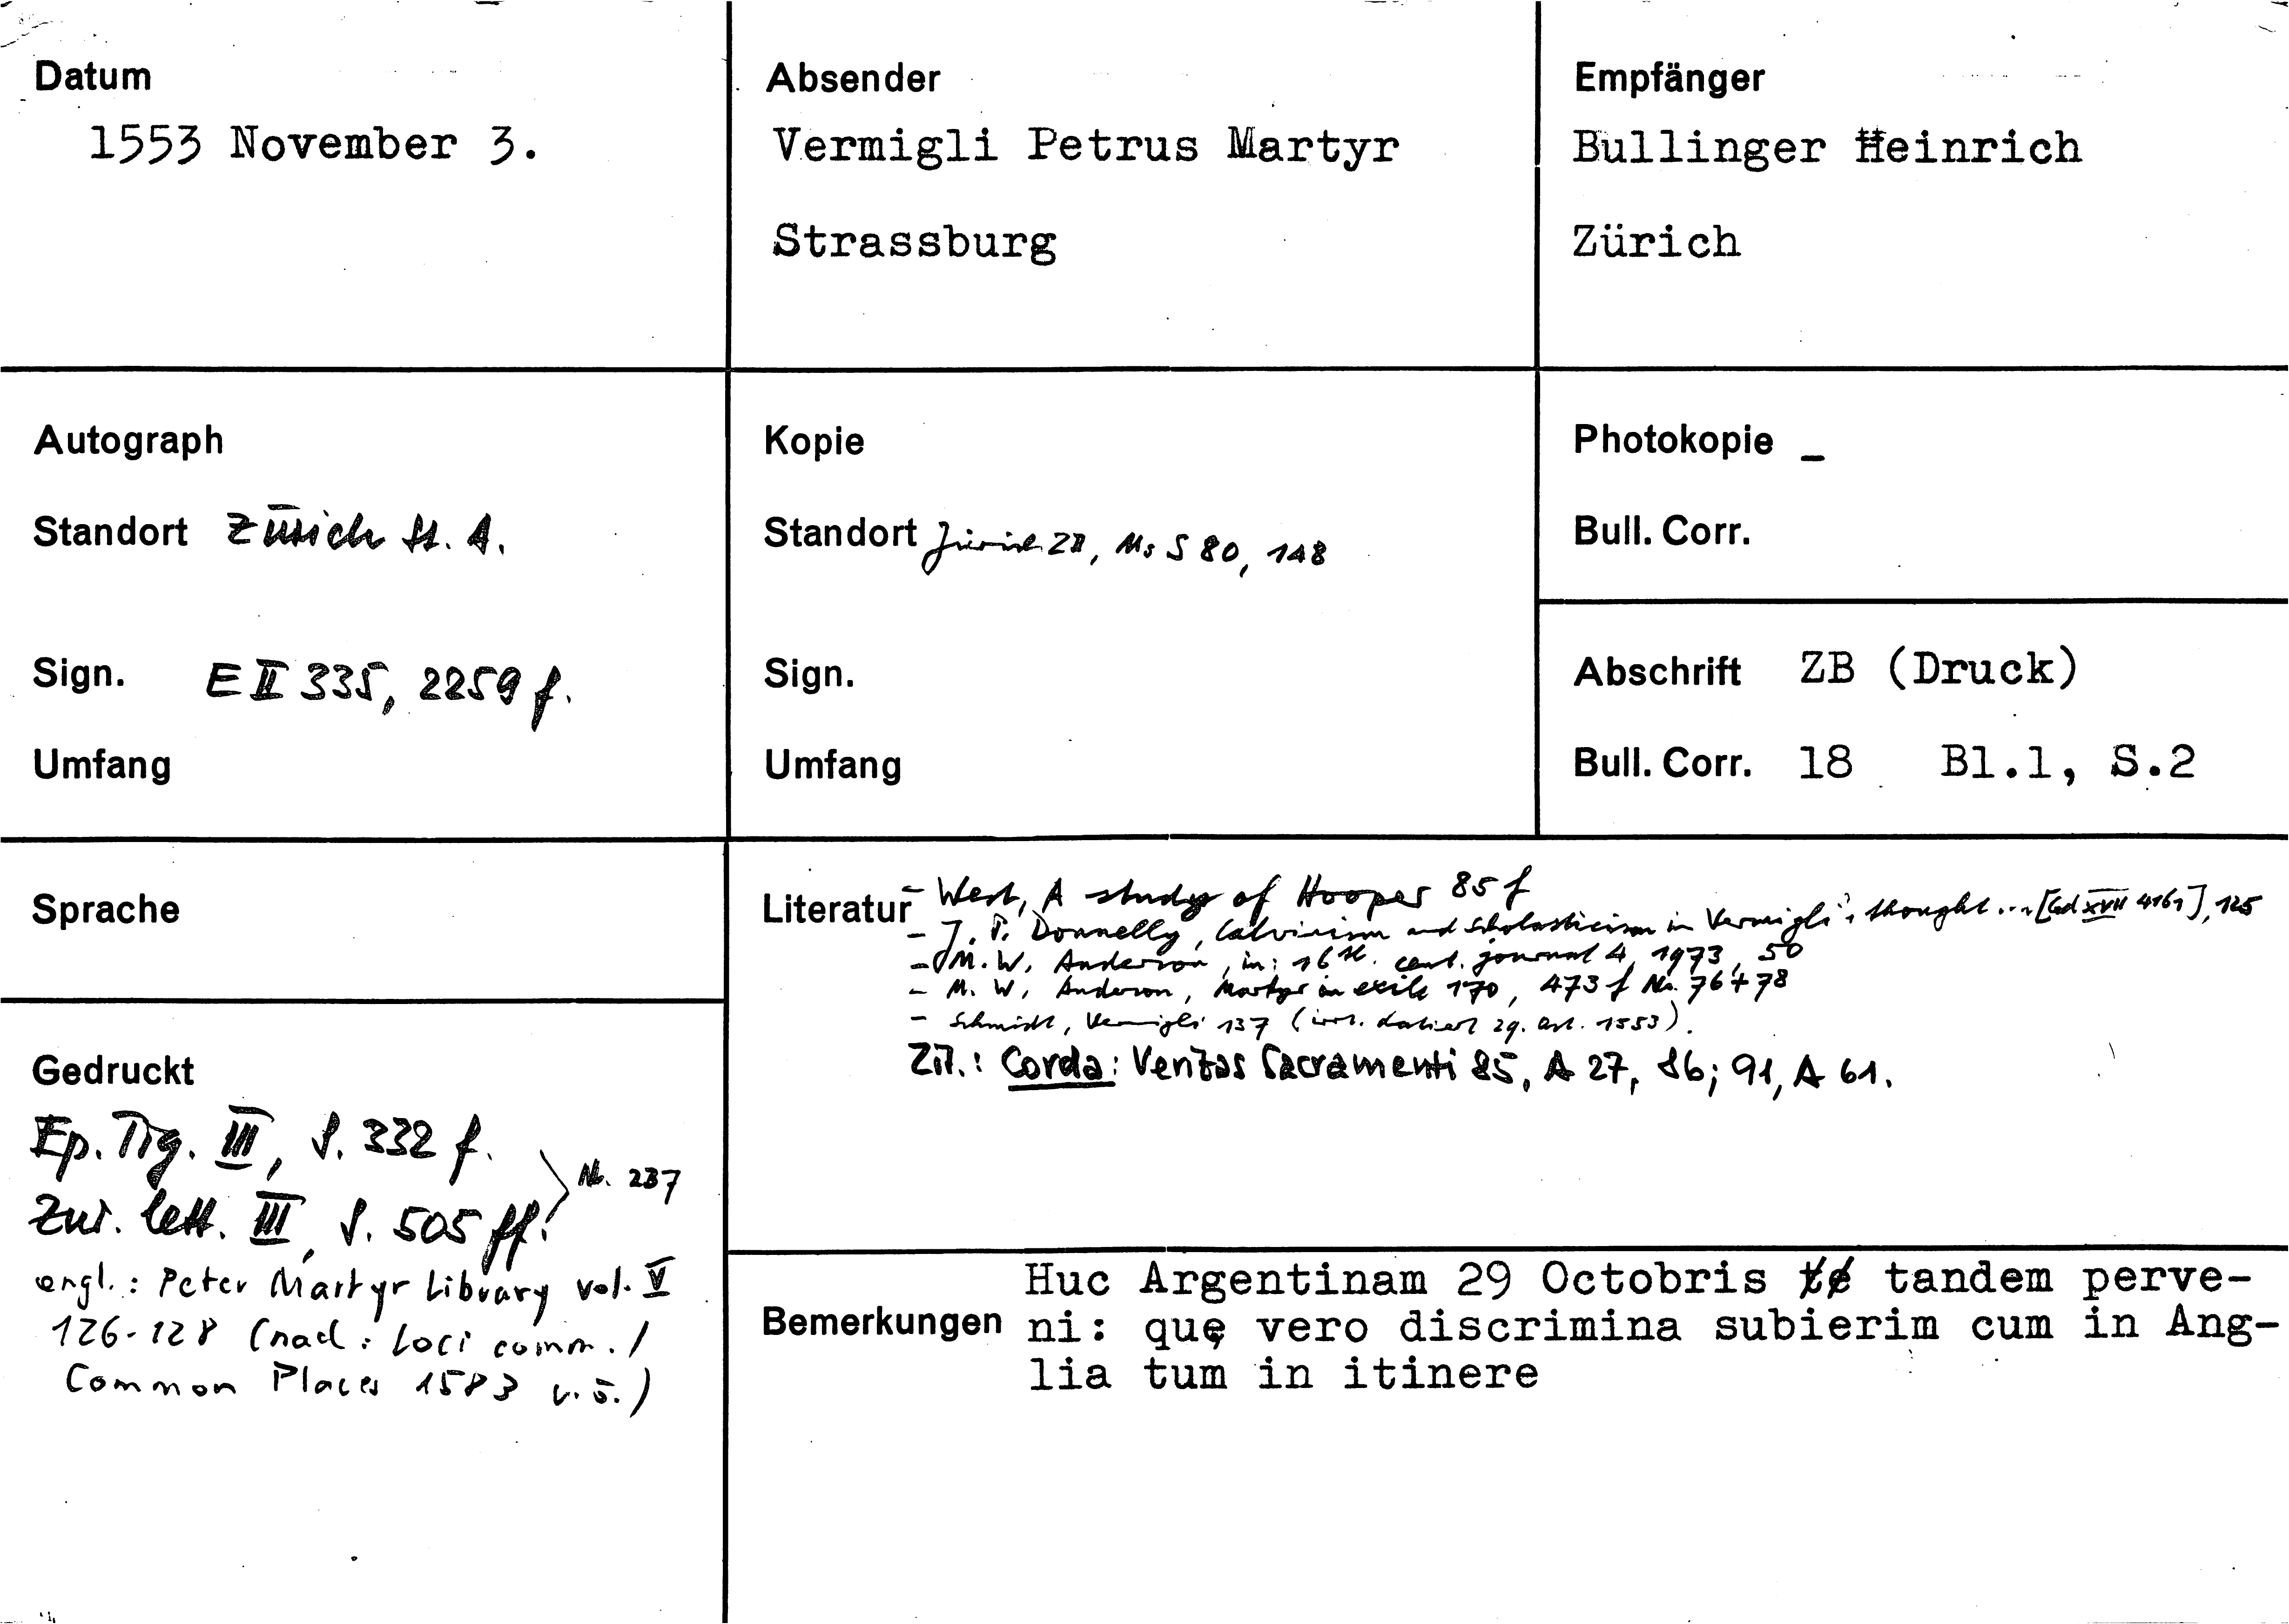 Datum
1553 November 3.
Absender
Vermigli Petrus Martyr
Strassburg
Empfänger
Bullinger Heinrich
Zürich
Autograph
Standort Zürich St. A.
Sign. E II 335, 2259 f.
Umfang
Kopie
Standort Zürich ZB, Ms S 80, 148
Sign.
Umfang
Photokopie _
Bull. Corr.
Abschrift ZB (Druck)
Bull. Corr. 18 Bl.1, S.2
Sprache
Gedruckt
Ep. Tig. III, S. 332 f.
Zur. lett. III, S. 505 ff. Nr. 237
engl.: Peter Martyr Library vol. V
126-128 (nach: Loci comm. /
Common Places 1583 u. ö.)
Literatur - West, A study of Hooper 85 f
- J. P. Donnelly, Calvinism and Scholasticism in Vermigli's thought ... [Gd XVII 4161], 125
- M. W. Anderson, in: 16th. cent. journal 4, 1973, 50
- M. W. Anderson, Martyr in exile 170, 473 f Nr. 76 + 78
- Schmidt, Vermigli 137 (irrt. datiert 29. Okt. 1553).
Zit.: Corda: Veritas Sacramenti 85, A 27, 86; 91, A 61.
Bemerkungen
Huc Argentinam 29 Octobris tandem perve-
ni: quę vero discrimina subierim cum in Ang-
lia tum in itinere